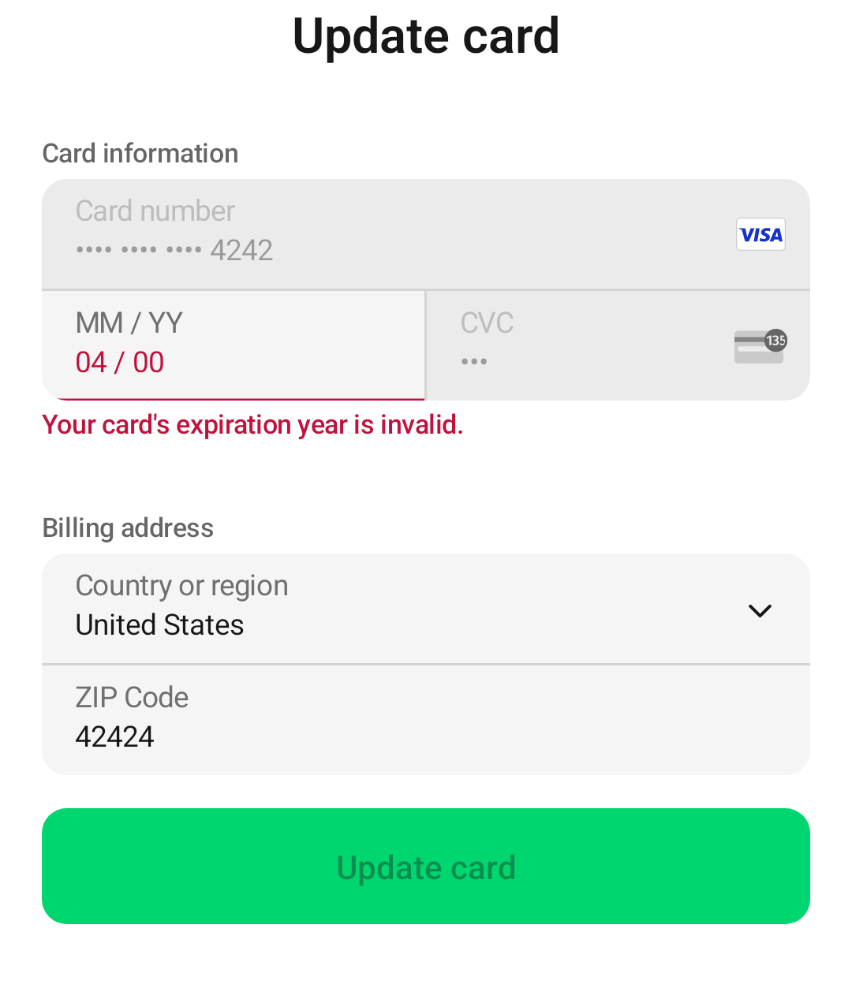 Update card
Card information
Card number
•••• •••• •••• 4242
VISA
MM / YY
04 / 00
CVC
•••
135
Your card's expiration year is invalid.
Billing address
Country or region
United States
ZIP Code
42424
Update card